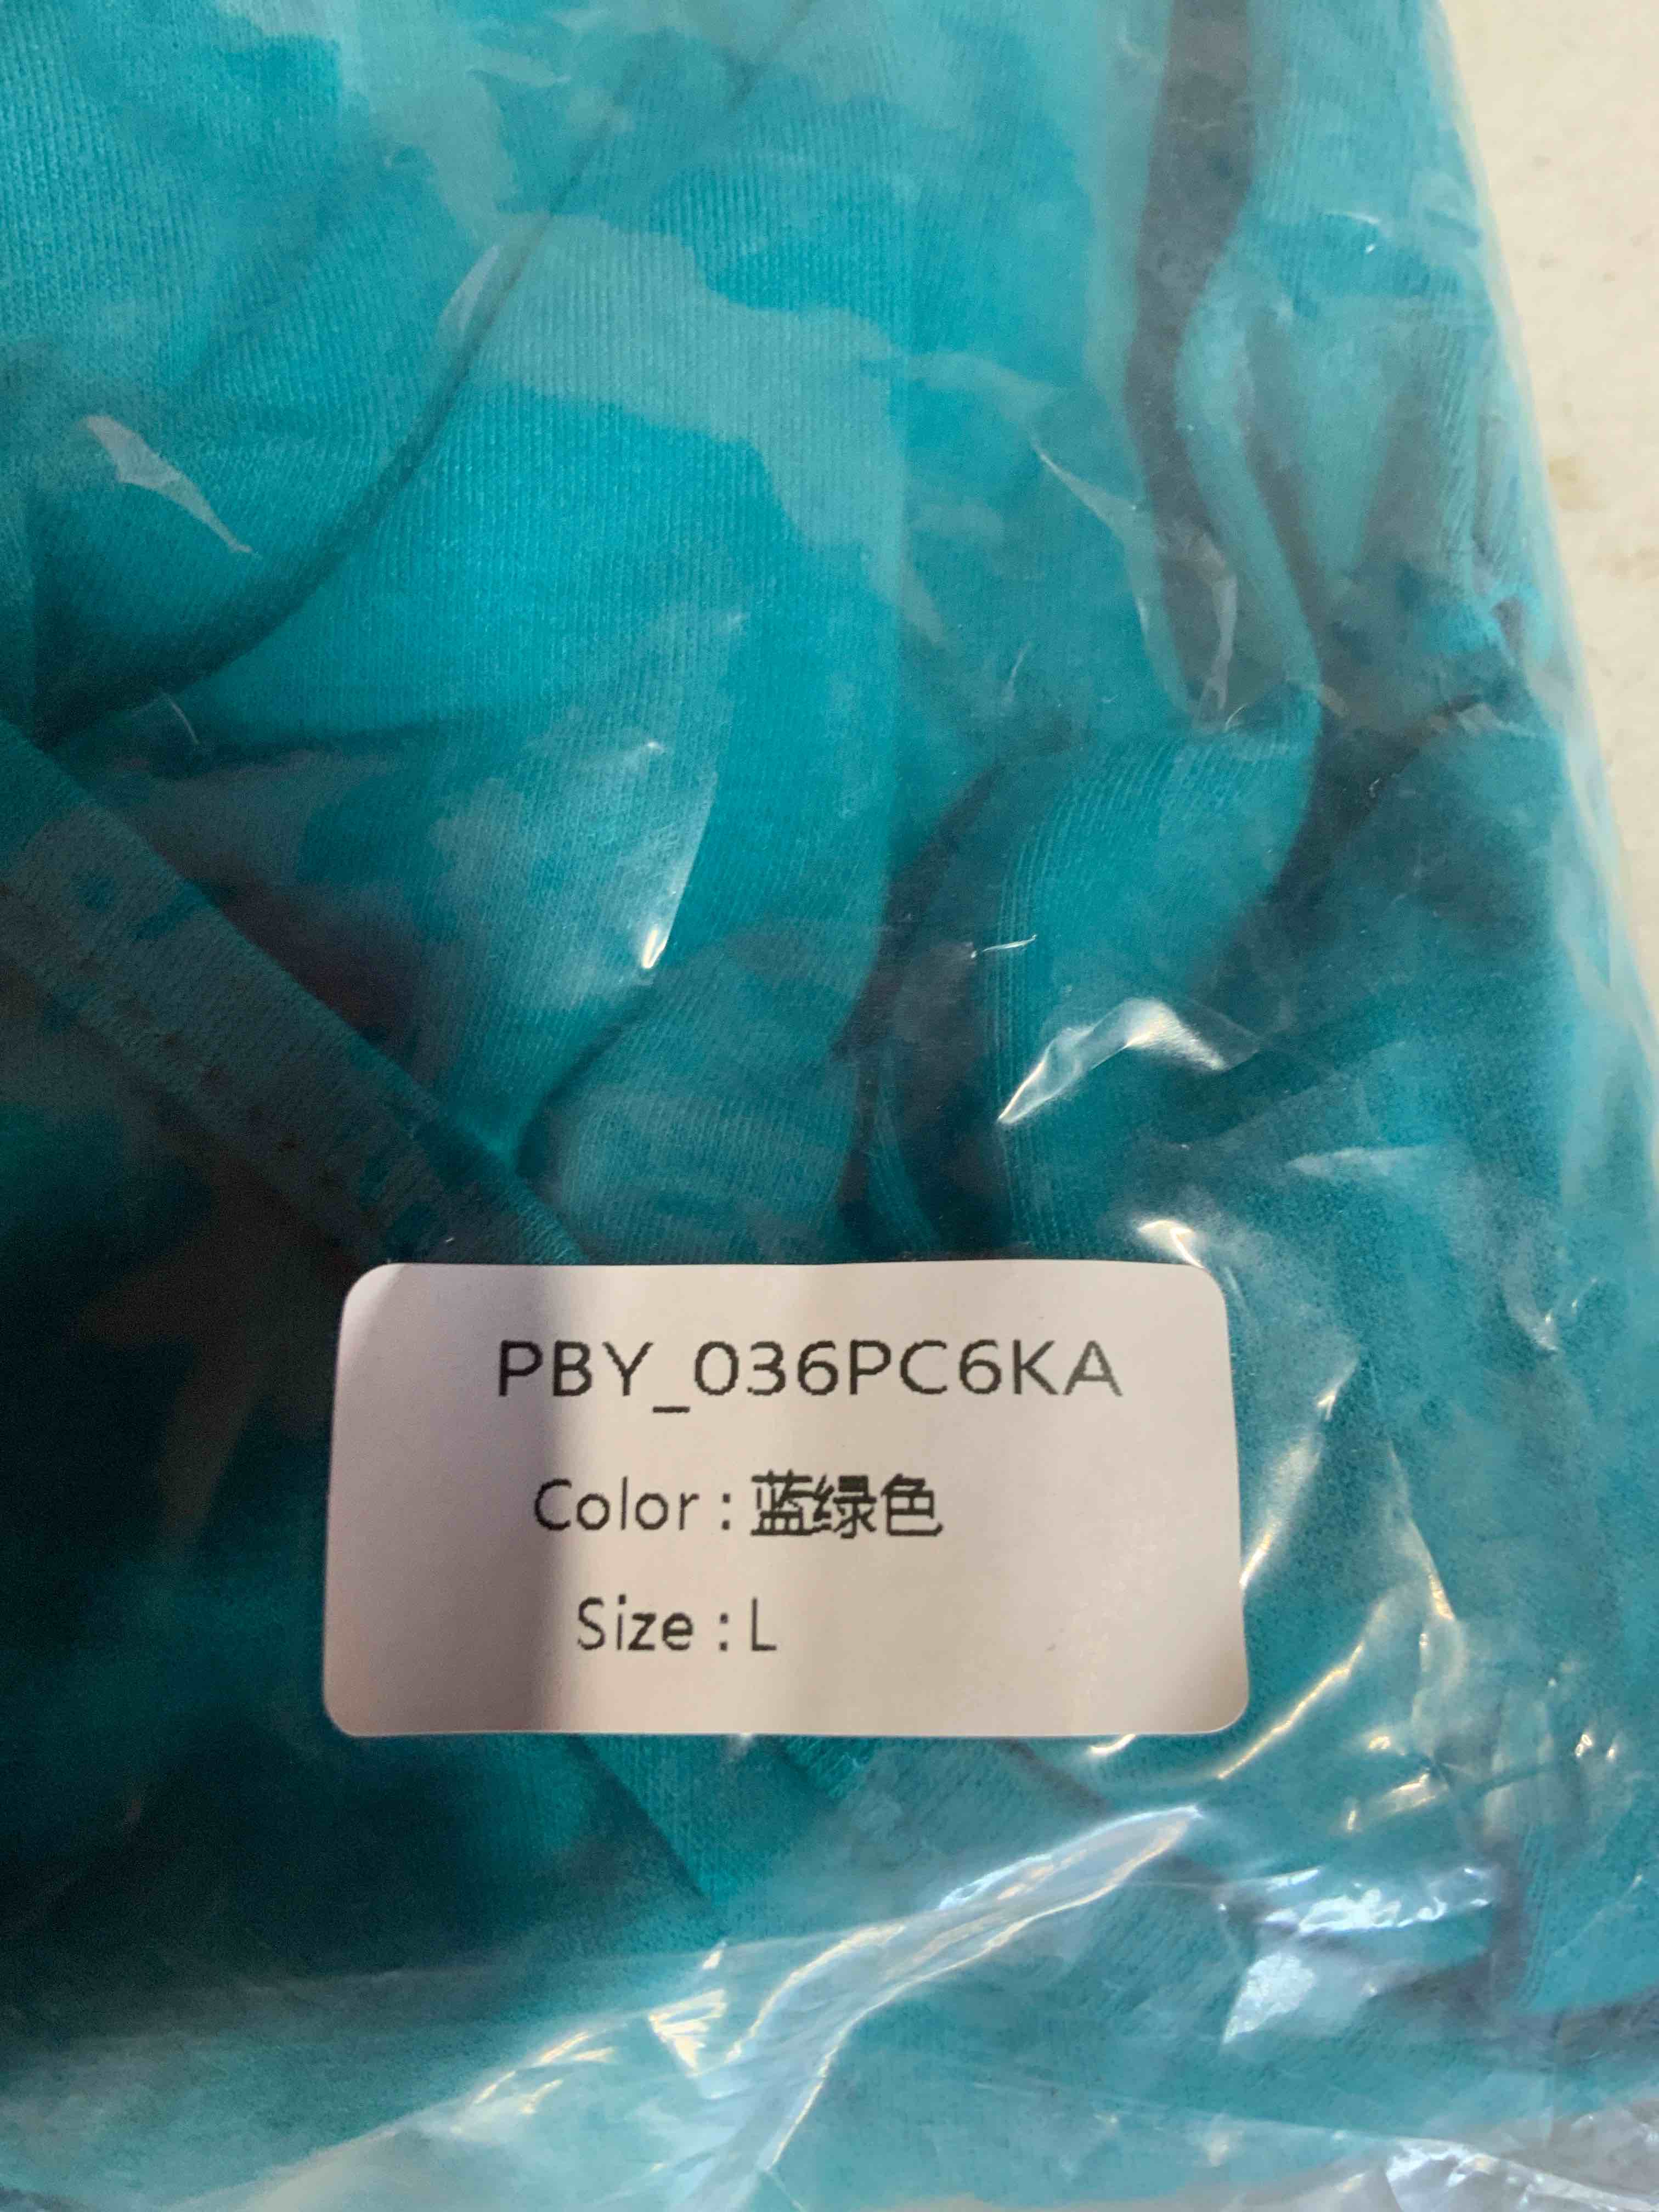 PBY_036PC6KA
Color : 蓝绿色
Size : L